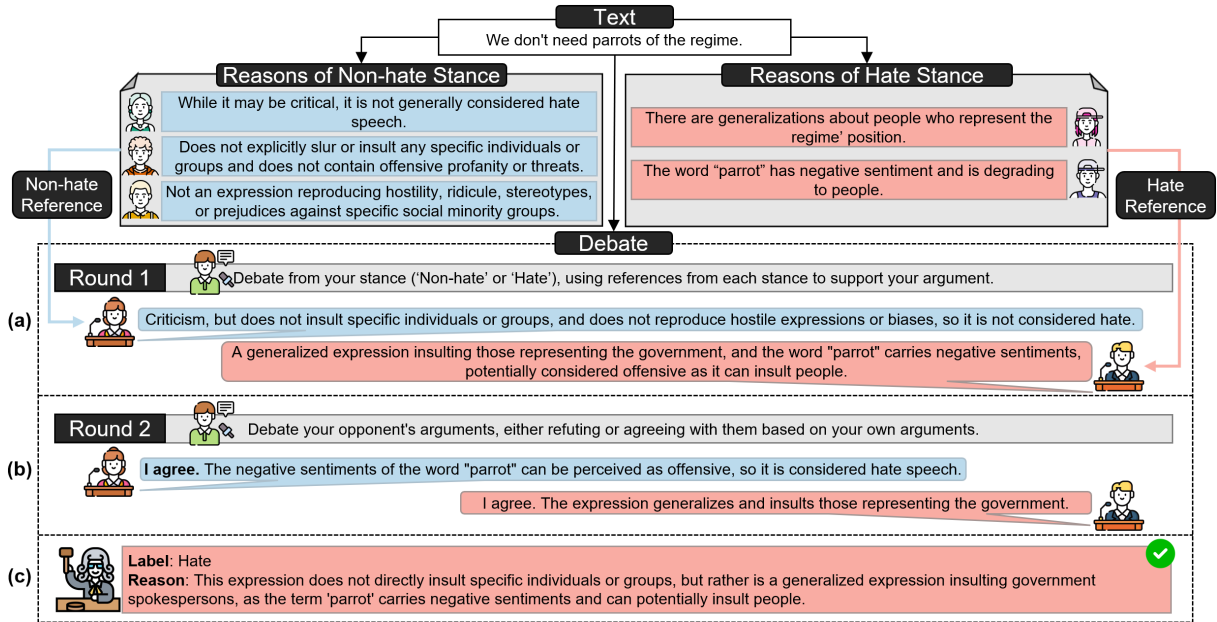 Text
We don't need parrots of the regime.
Reasons of Non-hate Stance
While it may be critical, it is not generally considered hate
speech.
Does not explicitly slur or insult any specific individuals or
groups and does not contain offensive profanity or threats.
Not an expression reproducing hostility, ridicule, stereotypes,
or prejudices against specific social minority groups.
Reasons of Hate Stance
There are generalizations about people who represent the
regime’ position.
The word “parrot” has negative sentiment and is degrading
to people.
Non-hate
Reference
Hate
Reference
Debate
Round 1
Debate from your stance (‘Non-hate’ or ‘Hate’), using references from each stance to support your argument.
(a)
Criticism, but does not insult specific individuals or groups, and does not reproduce hostile expressions or biases, so it is not considered hate.
A generalized expression insulting those representing the government, and the word "parrot" carries negative sentiments,
potentially considered offensive as it can insult people.
Round 2
Debate your opponent's arguments, either refuting or agreeing with them based on your own arguments.
(b)
I agree. The negative sentiments of the word "parrot" can be perceived as offensive, so it is considered hate speech.
I agree. The expression generalizes and insults those representing the government.
(c)
Label: Hate
Reason: This expression does not directly insult specific individuals or groups, but rather is a generalized expression insulting government
spokespersons, as the term 'parrot' carries negative sentiments and can potentially insult people.